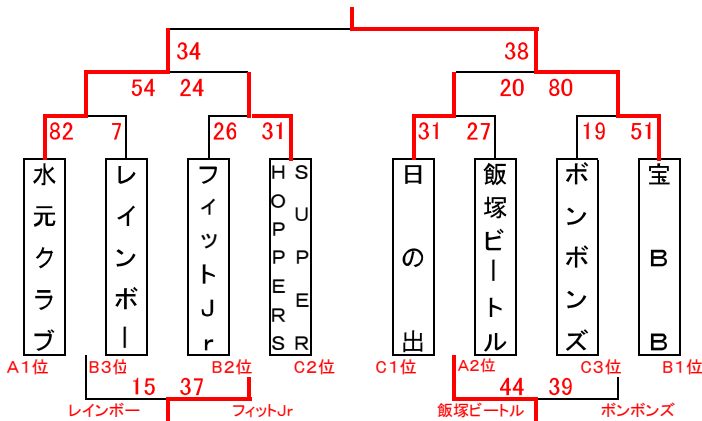 34 38
54 24 20 80
82 7 26 31 31 27 19 51
水元クラブ
レインボー
フィットJr
SUPER
HOPPERS
日の出
飯塚ビートル
ボンボンズ
宝BB
A1位 B3位 B2位 C2位 C1位 A2位 C3位 B1位
15 37 44 39
レインボー フィットJr 飯塚ビートル ボンボンズ